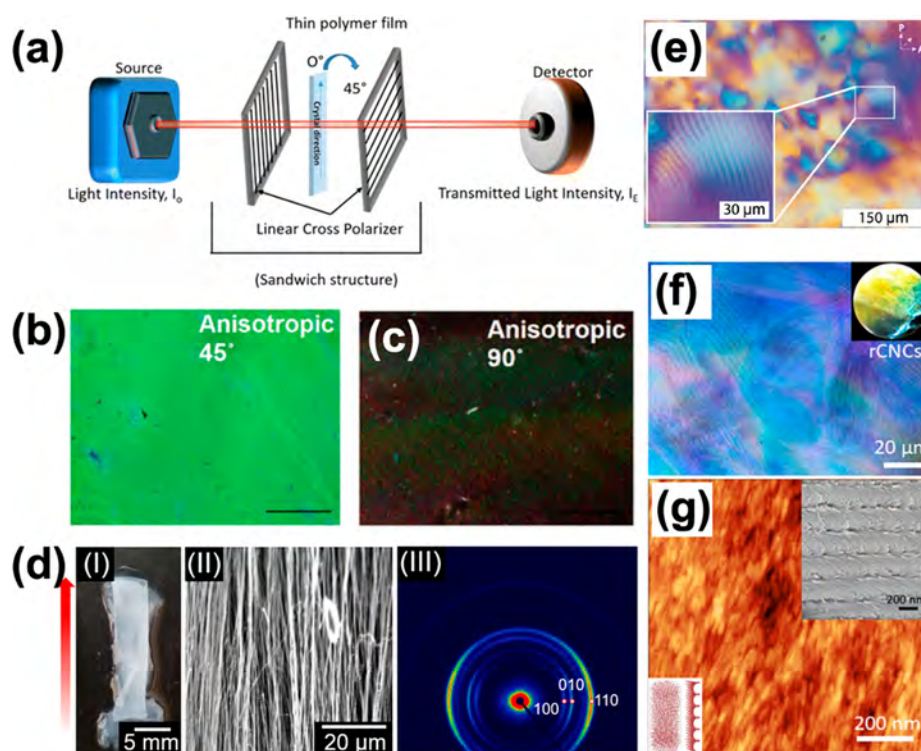 (a)
Thin polymer film
Source
O°
45°
Crystal direction
Detector
Light Intensity, Io
Transmitted Light Intensity, IE
Linear Cross Polarizer
(Sandwich structure)
(b)
Anisotropic
45°
(c)
Anisotropic
90°
(d)
(I)
5 mm
(II)
20 µm
(III)
100
010
110
(e)
P
A
30 µm
150 µm
(f)
rCNCs
20 µm
(g)
200 nm
200 nm